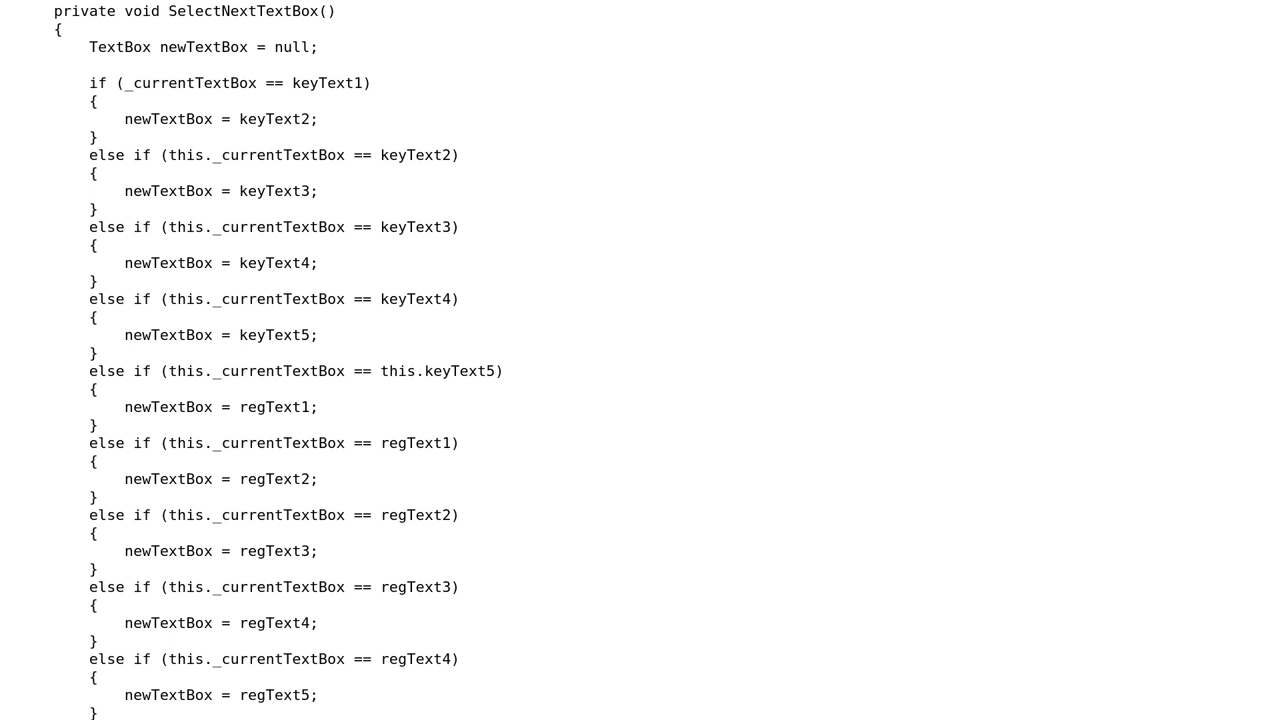 private void SelectNextTextBox()
{
    TextBox newTextBox = null;

    if (_currentTextBox == keyText1)
    {
        newTextBox = keyText2;
    }
    else if (this._currentTextBox == keyText2)
    {
        newTextBox = keyText3;
    }
    else if (this._currentTextBox == keyText3)
    {
        newTextBox = keyText4;
    }
    else if (this._currentTextBox == keyText4)
    {
        newTextBox = keyText5;
    }
    else if (this._currentTextBox == this.keyText5)
    {
        newTextBox = regText1;
    }
    else if (this._currentTextBox == regText1)
    {
        newTextBox = regText2;
    }
    else if (this._currentTextBox == regText2)
    {
        newTextBox = regText3;
    }
    else if (this._currentTextBox == regText3)
    {
        newTextBox = regText4;
    }
    else if (this._currentTextBox == regText4)
    {
        newTextBox = regText5;
    }